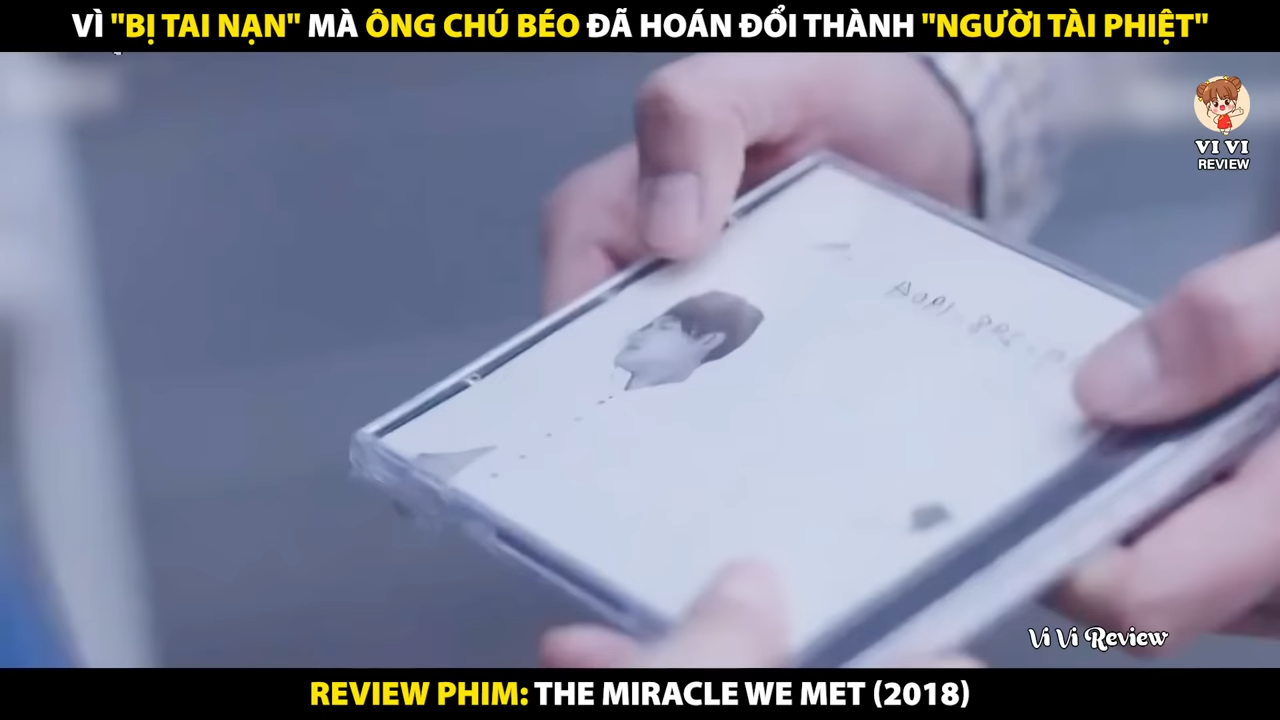 VÌ "BỊ TAI NẠN" MÀ ÔNG CHÚ BÉO ĐÃ HOÁN ĐỔI THÀNH "NGƯỜI TÀI PHIỆT"
VI VI
REVIEW
Vi Vi Review
REVIEW PHIM: THE MIRACLE WE MET (2018)